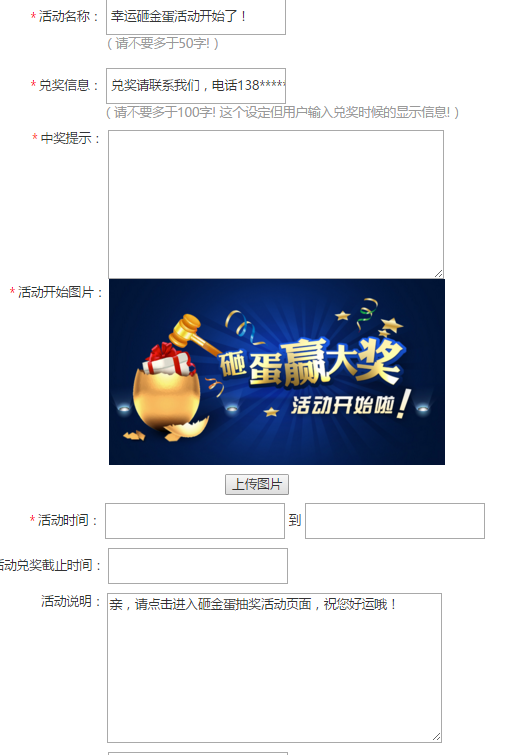 * 活动名称： 幸运砸金蛋活动开始了！
（请不要多于50字!）
* 兑奖信息： 兑奖请联系我们，电话138*****
（请不要多于100字! 这个设定但用户输入兑奖时候的显示信息!）
* 中奖提示：
* 活动开始图片：
砸蛋赢大奖
活动开始啦！
上传图片
* 活动时间： 到
活动兑奖截止时间：
活动说明： 亲，请点击进入砸金蛋抽奖活动页面，祝您好运哦！